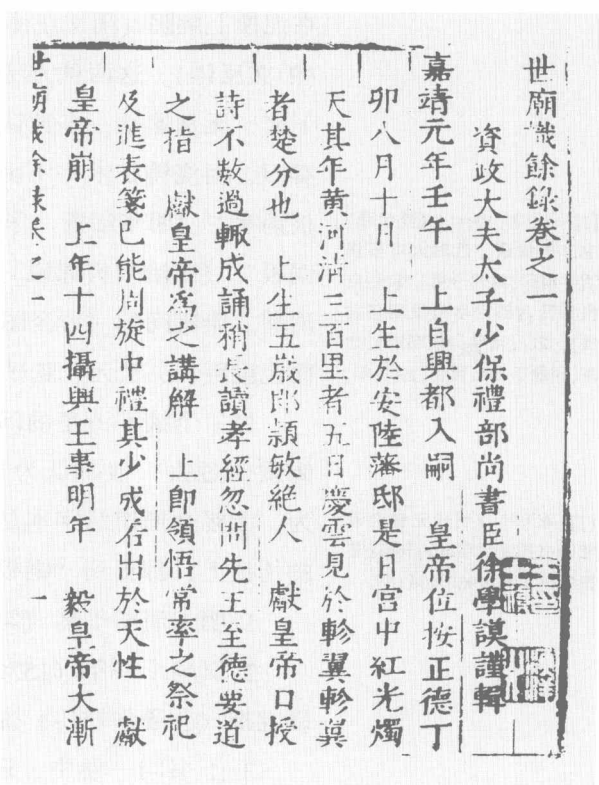 世廟識餘錄卷之一
資政大夫太子少保禮部尚書臣徐學謨謹輯
嘉靖元年壬午 上自興都入嗣 皇帝位按正德丁
卯八月十日 上生於安陸藩邸是日宮中紅光燭
天其年黃河清三百里者五日慶雲見於軫翼軫翼
者楚分也 上生五歲即穎敏絕人 獻皇帝口授
詩不數過輒成誦稍長讀孝經忽問先王至德要道
之指 獻皇帝為之講解 上即領悟常率之祭祀
及進表箋已能周旋中禮其少成若出於天性 獻
皇帝崩 上年十四攝興王事明年 毅皇帝大漸
世廟識餘錄卷之一 一